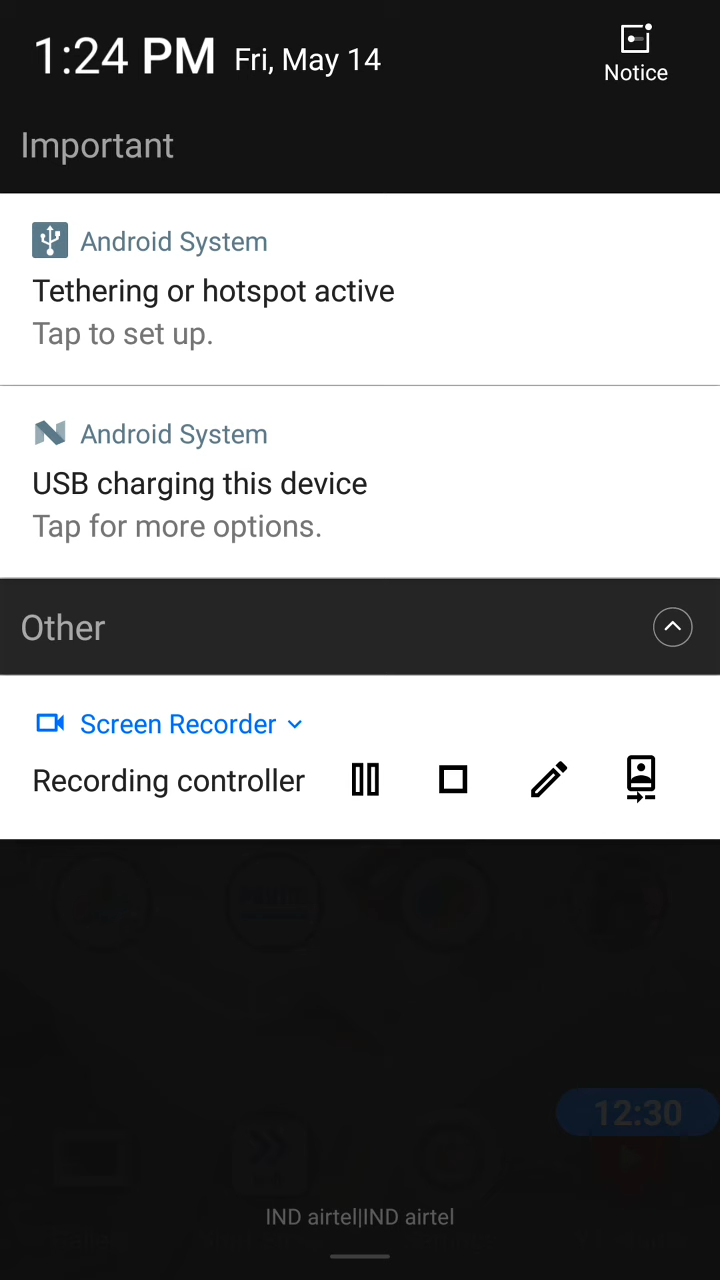 1:24 PM Fri, May 14
Notice
Important
Android System
Tethering or hotspot active
Tap to set up.
Android System
USB charging this device
Tap for more options.
Other
Screen Recorder
Recording controller
12:30
IND airtel|IND airtel